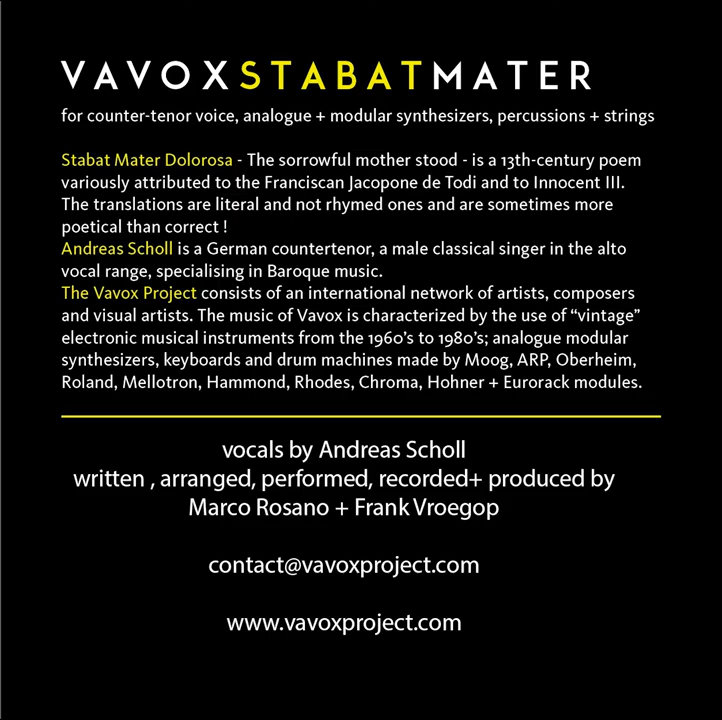 VAVOXSTABATMATER
for counter-tenor voice, analogue + modular synthesizers, percussions + strings
Stabat Mater Dolorosa - The sorrowful mother stood - is a 13th-century poem
variously attributed to the Franciscan Jacopone de Todi and to Innocent III.
The translations are literal and not rhymed ones and are sometimes more
poetical than correct !
Andreas Scholl is a German countertenor, a male classical singer in the alto
vocal range, specialising in Baroque music.
The Vavox Project consists of an international network of artists, composers
and visual artists. The music of Vavox is characterized by the use of “vintage”
electronic musical instruments from the 1960’s to 1980’s; analogue modular
synthesizers, keyboards and drum machines made by Moog, ARP, Oberheim,
Roland, Mellotron, Hammond, Rhodes, Chroma, Hohner + Eurorack modules.
vocals by Andreas Scholl
written , arranged, performed, recorded+ produced by
Marco Rosano + Frank Vroegop
contact@vavoxproject.com
www.vavoxproject.com